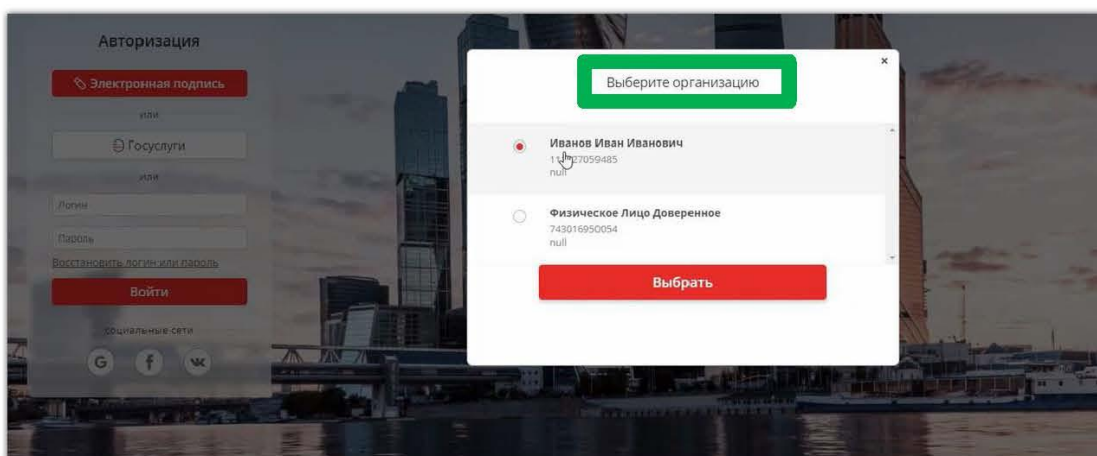 Авторизация
Электронная подпись
или
Госуслуги
или
Логин
Пароль
Восстановить логин или пароль
Войти
социальные сети
G f
Выберите организацию
×
Иванов Иван Иванович
27059485
null
Физическое Лицо Доверенное
743016950054
null
Выбрать